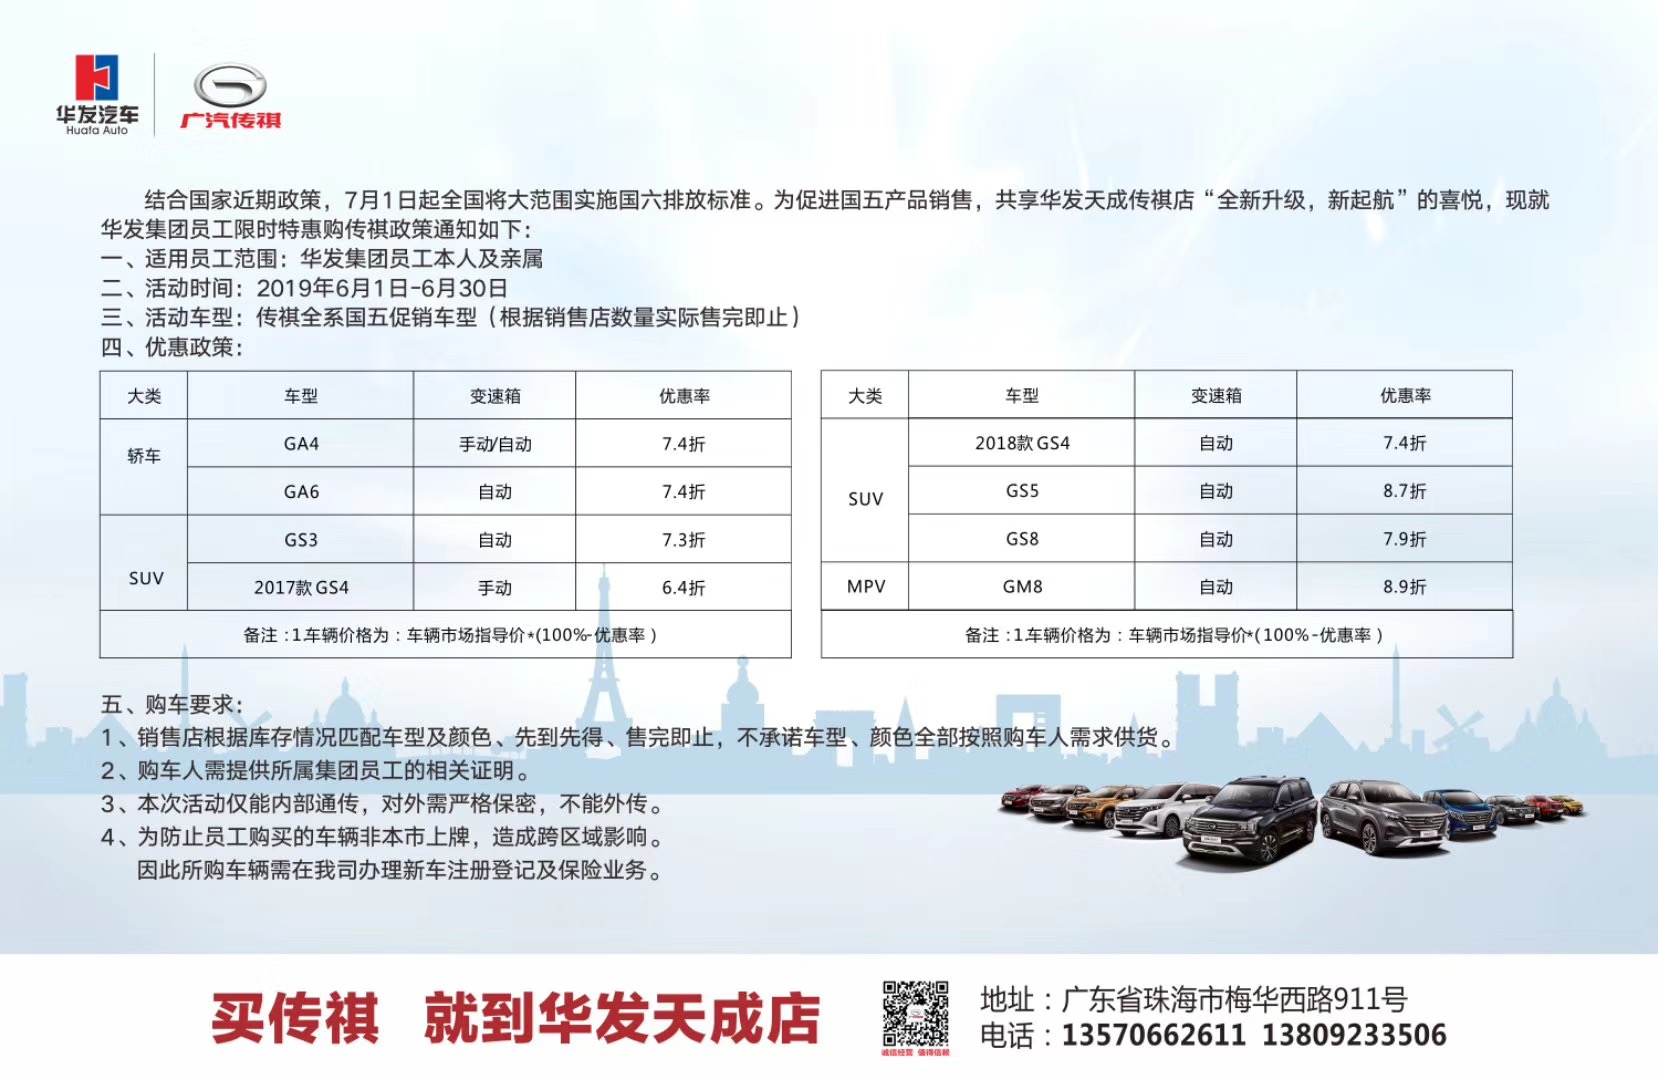 华发汽车
Huafa Auto
广汽传祺
结合国家近期政策，7月1日起全国将大范围实施国六排放标准。为促进国五产品销售，共享华发天成传祺店“全新升级，新起航”的喜悦，现就
华发集团员工限时特惠购传祺政策通知如下：
一、适用员工范围：华发集团员工本人及亲属
二、活动时间：2019年6月1日-6月30日
三、活动车型：传祺全系国五促销车型（根据销售店数量实际售完即止）
四、优惠政策：
大类 车型 变速箱 优惠率
轿车 GA4 手动/自动 7.4折
GA6 自动 7.4折
SUV GS3 自动 7.3折
2017款 GS4 手动 6.4折
备注：1.车辆价格为：车辆市场指导价*(100%-优惠率）
大类 车型 变速箱 优惠率
SUV 2018款 GS4 自动 7.4折
GS5 自动 8.7折
GS8 自动 7.9折
MPV GM8 自动 8.9折
备注：1.车辆价格为：车辆市场指导价*(100%-优惠率）
五、购车要求：
1、销售店根据库存情况匹配车型及颜色、先到先得、售完即止，不承诺车型、颜色全部按照购车人需求供货。
2、购车人需提供所属集团员工的相关证明。
3、本次活动仅能内部通传，对外需严格保密，不能外传。
4、为防止员工购买的车辆非本市上牌，造成跨区域影响。
因此所购车辆需在我司办理新车注册登记及保险业务。
买传祺 就到华发天成店
诚信经营 值得信赖
地址：广东省珠海市梅华西路911号
电话：13570662611 13809233506